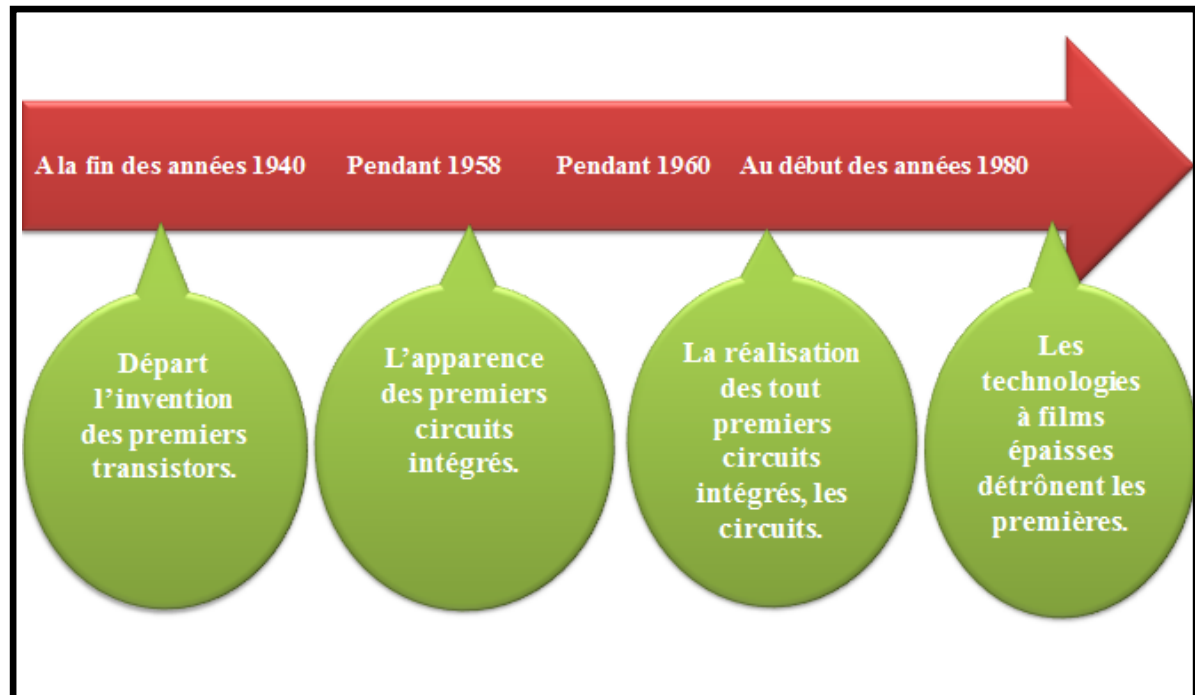 A la fin des années 1940
Pendant 1958
Pendant 1960
Au début des années 1980
Départ
l’invention
des premiers
transistors.
L’apparence
des premiers
circuits
intégrés.
La réalisation
des tout
premiers
circuits
intégrés, les
circuits.
Les
technologies
à films
épaisses
détrônent les
premières.